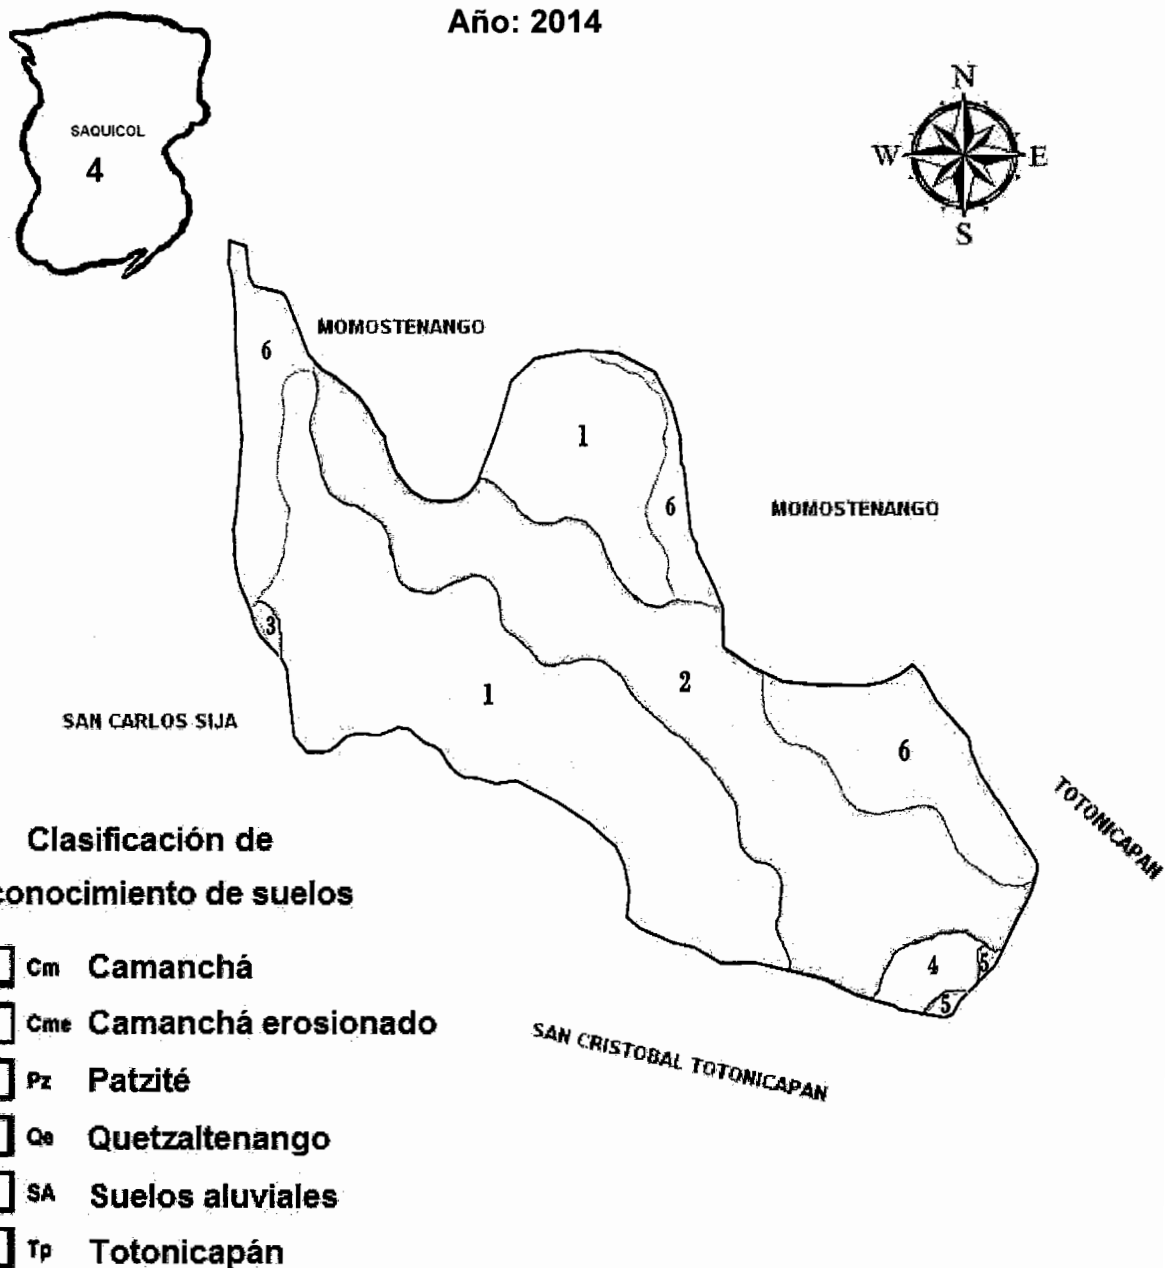 Año: 2014
SAQUICOL
4
N
W
E
S
MOMOSTENANGO
6
1
6
MOMOSTENANGO
3
1
2
SAN CARLOS SIJA
6
TOTONICAPAN
4
5
5
SAN CRISTOBAL TOTONICAPAN
Clasificación de
conocimiento de suelos
Cm Camanchá
Cme Camanchá erosionado
Pz Patzité
Qe Quetzaltenango
SA Suelos aluviales
Tp Totonicapán